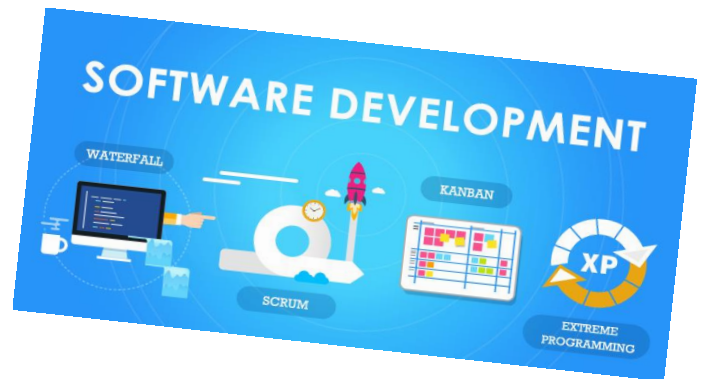 SOFTWARE DEVELOPMENT
WATERFALL
KANBAN
XP
SCRUM
EXTREME
PROGRAMMING